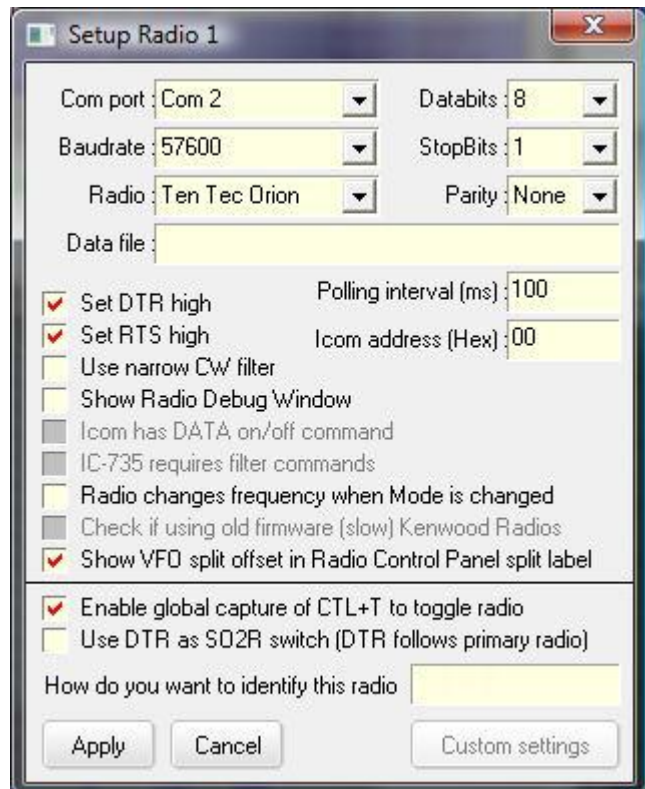 Setup Radio 1
Com port : Com 2 Databits : 8
Baudrate : 57600 StopBits : 1
Radio : Ten Tec Orion Parity : None
Data file :
Set DTR high Polling interval (ms) : 100
Set RTS high Icom address (Hex) : 00
Use narrow CW filter
Show Radio Debug Window
Icom has DATA on/off command
IC-735 requires filter commands
Radio changes frequency when Mode is changed
Check if using old firmware (slow) Kenwood Radios
Show VFO split offset in Radio Control Panel split label
Enable global capture of CTL+T to toggle radio
Use DTR as SO2R switch (DTR follows primary radio)
How do you want to identify this radio
Apply Cancel Custom settings